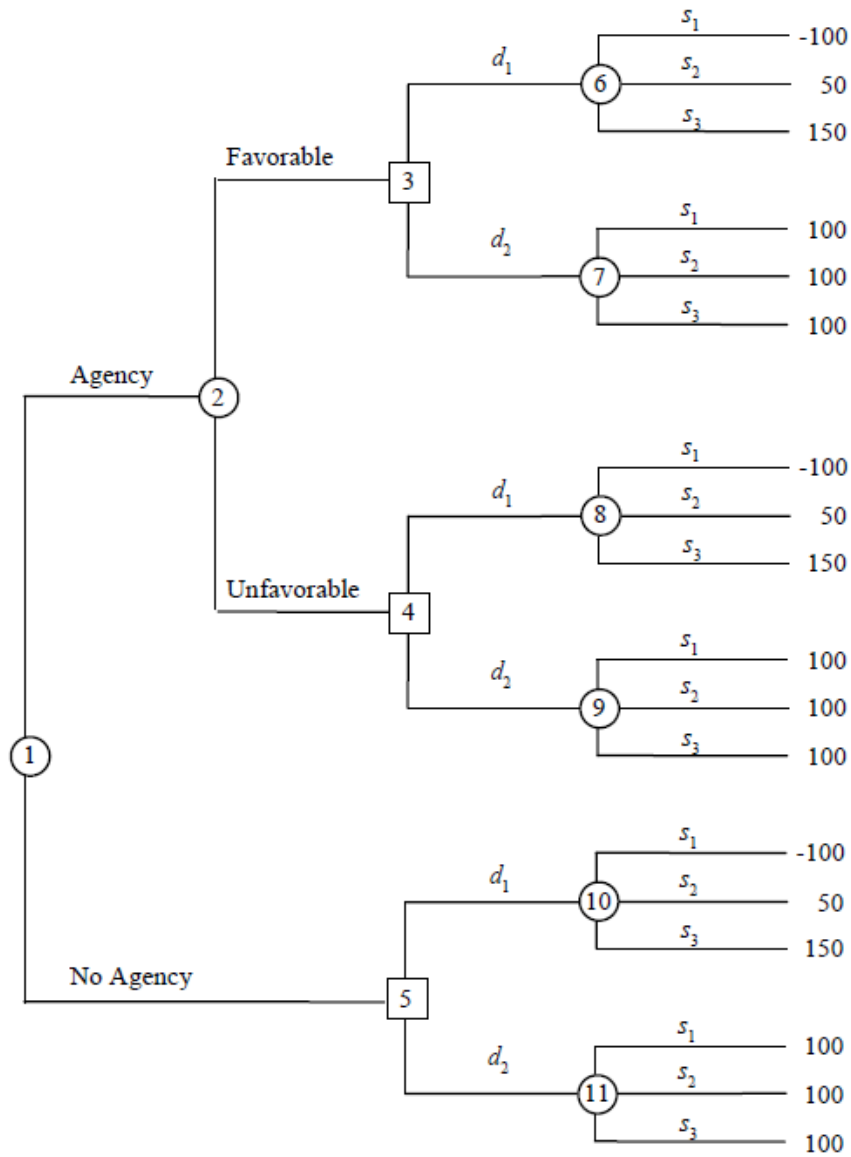 s1 -100
d1 6 s2 50
s3 150
Favorable 3
s1 100
d2 7 s2 100
s3 100
Agency 2
s1 -100
d1 8 s2 50
s3 150
Unfavorable 4
s1 100
d2 9 s2 100
s3 100
1
s1 -100
d1 10 s2 50
s3 150
No Agency 5
s1 100
d2 11 s2 100
s3 100